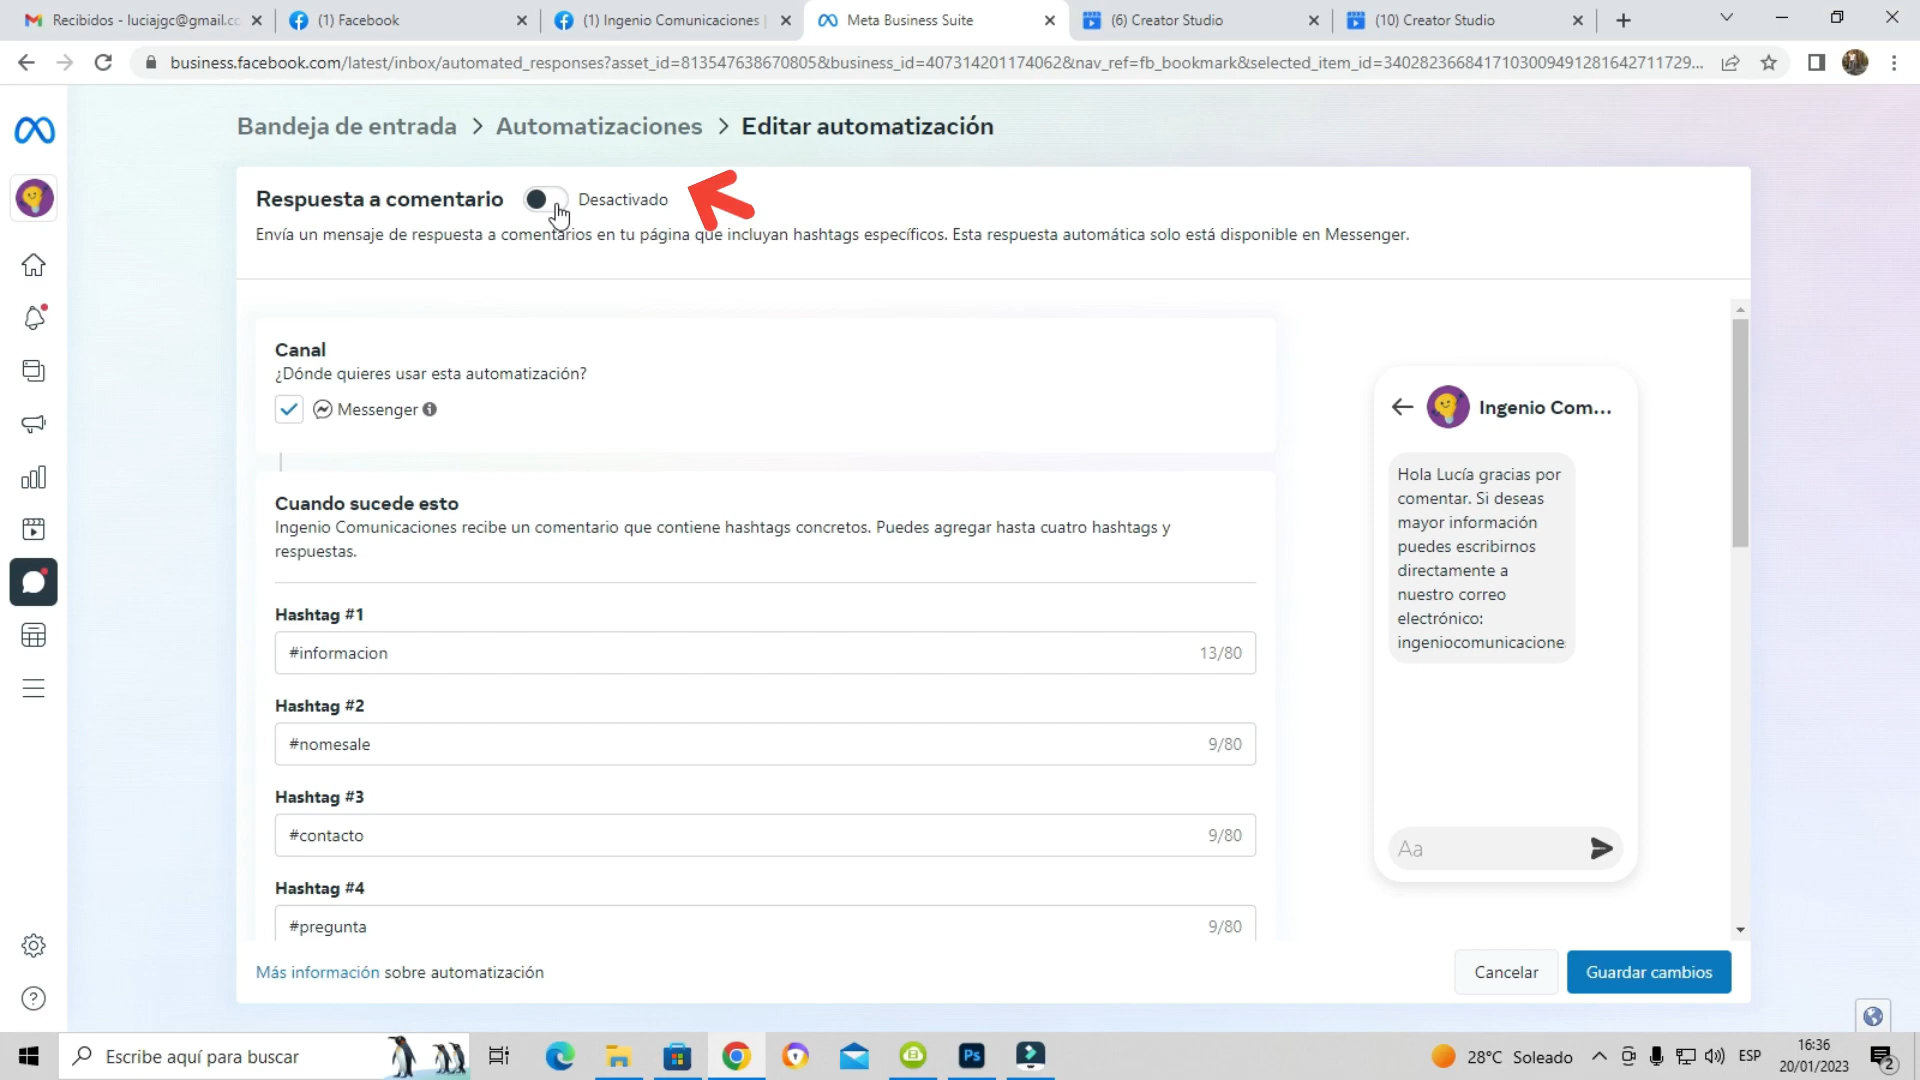 Recibidos - luciajgc@gmail.cc
(1) Facebook
(1) Ingenio Comunicaciones |
Meta Business Suite
(6) Creator Studio
(10) Creator Studio
business.facebook.com/latest/inbox/automated_responses?asset_id=813547638670805&business_id=407314201174062&nav_ref=fb_bookmark&selected_item_id=340282366841710300949128164271172​9...
Bandeja de entrada > Automatizaciones > Editar automatización
Respuesta a comentario
Desactivado
Envía un mensaje de respuesta a comentarios en tu página que incluyan hashtags específicos. Esta respuesta automática solo está disponible en Messenger.
Canal
¿Dónde quieres usar esta automatización?
Messenger
Cuando sucede esto
Ingenio Comunicaciones recibe un comentario que contiene hashtags concretos. Puedes agregar hasta cuatro hashtags y
respuestas.
Hashtag #1
#informacion 13/80
Hashtag #2
#nomesale 9/80
Hashtag #3
#contacto 9/80
Hashtag #4
#pregunta 9/80
Ingenio Com...
Hola Lucía gracias por
comentar. Si deseas
mayor información
puedes escribirnos
directamente a
nuestro correo
electrónico:
ingeniocomunicacione
Aa
Más información sobre automatización
Cancelar
Guardar cambios
Escribe aquí para buscar
Ps
28°C Soleado
ESP
16:36
20/01/2023
2